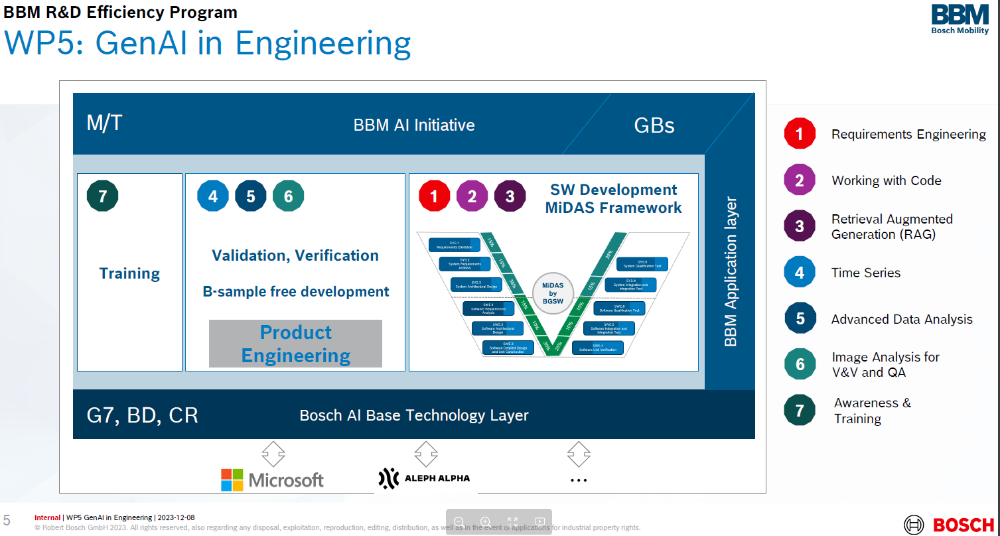 BBM R&D Efficiency Program
WP5: GenAI in Engineering
BBM
Bosch Mobility
M/T
BBM AI Initiative
GBs
BBM Application layer
7
Training
4 5 6
Validation, Verification
B-sample free development
Product
Engineering
1 2 3
SW Development
MiDAS Framework
SYS.1
Requirements Elicitation
SYS.2
System Requirements
Analysis
SYS.3
System Architectural Design
SWE.1
Software Requirements
Analysis
SWE.2
Software Architectural
Design
SWE.3
Software Detailed Design
and Unit Construction
15%
15%
35%
15%
10%
30%
MiDAS
by
BGSW
20%
15%
10%
10%
25%
SYS.5
System Qualification Test
SYS.4
System Integration and
Integration Test
SWE.6
Software Qualification Test
SWE.5
Software Integration and
Integration Test
SWE.4
Software Unit Verification
G7, BD, CR
Bosch AI Base Technology Layer
Microsoft
ALEPH ALPHA
...
1 Requirements Engineering
2 Working with Code
3 Retrieval Augmented
Generation (RAG)
4 Time Series
5 Advanced Data Analysis
6 Image Analysis for
V&V and QA
7 Awareness &
Training
5
Internal | WP5 GenAI in Engineering | 2023-12-08
© Robert Bosch GmbH 2023. All rights reserved, also regarding any disposal, exploitation, reproduction, editing, distribution, as well as in the event of applications for industrial property rights.
BOSCH